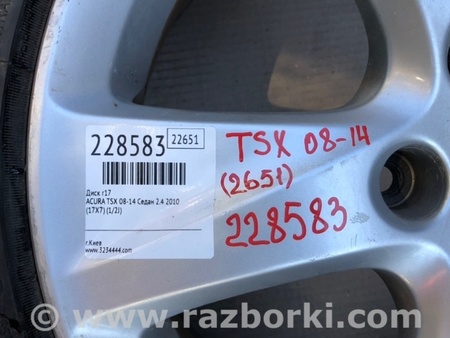 228583 22651
Диск r17
ACURA TSX 08-14 Седан 2.4 2010
(17X7) (1/2i)
г.Киев
www.3234444.com
TSX 08-14
(2651)
228583
© www.razborki.com